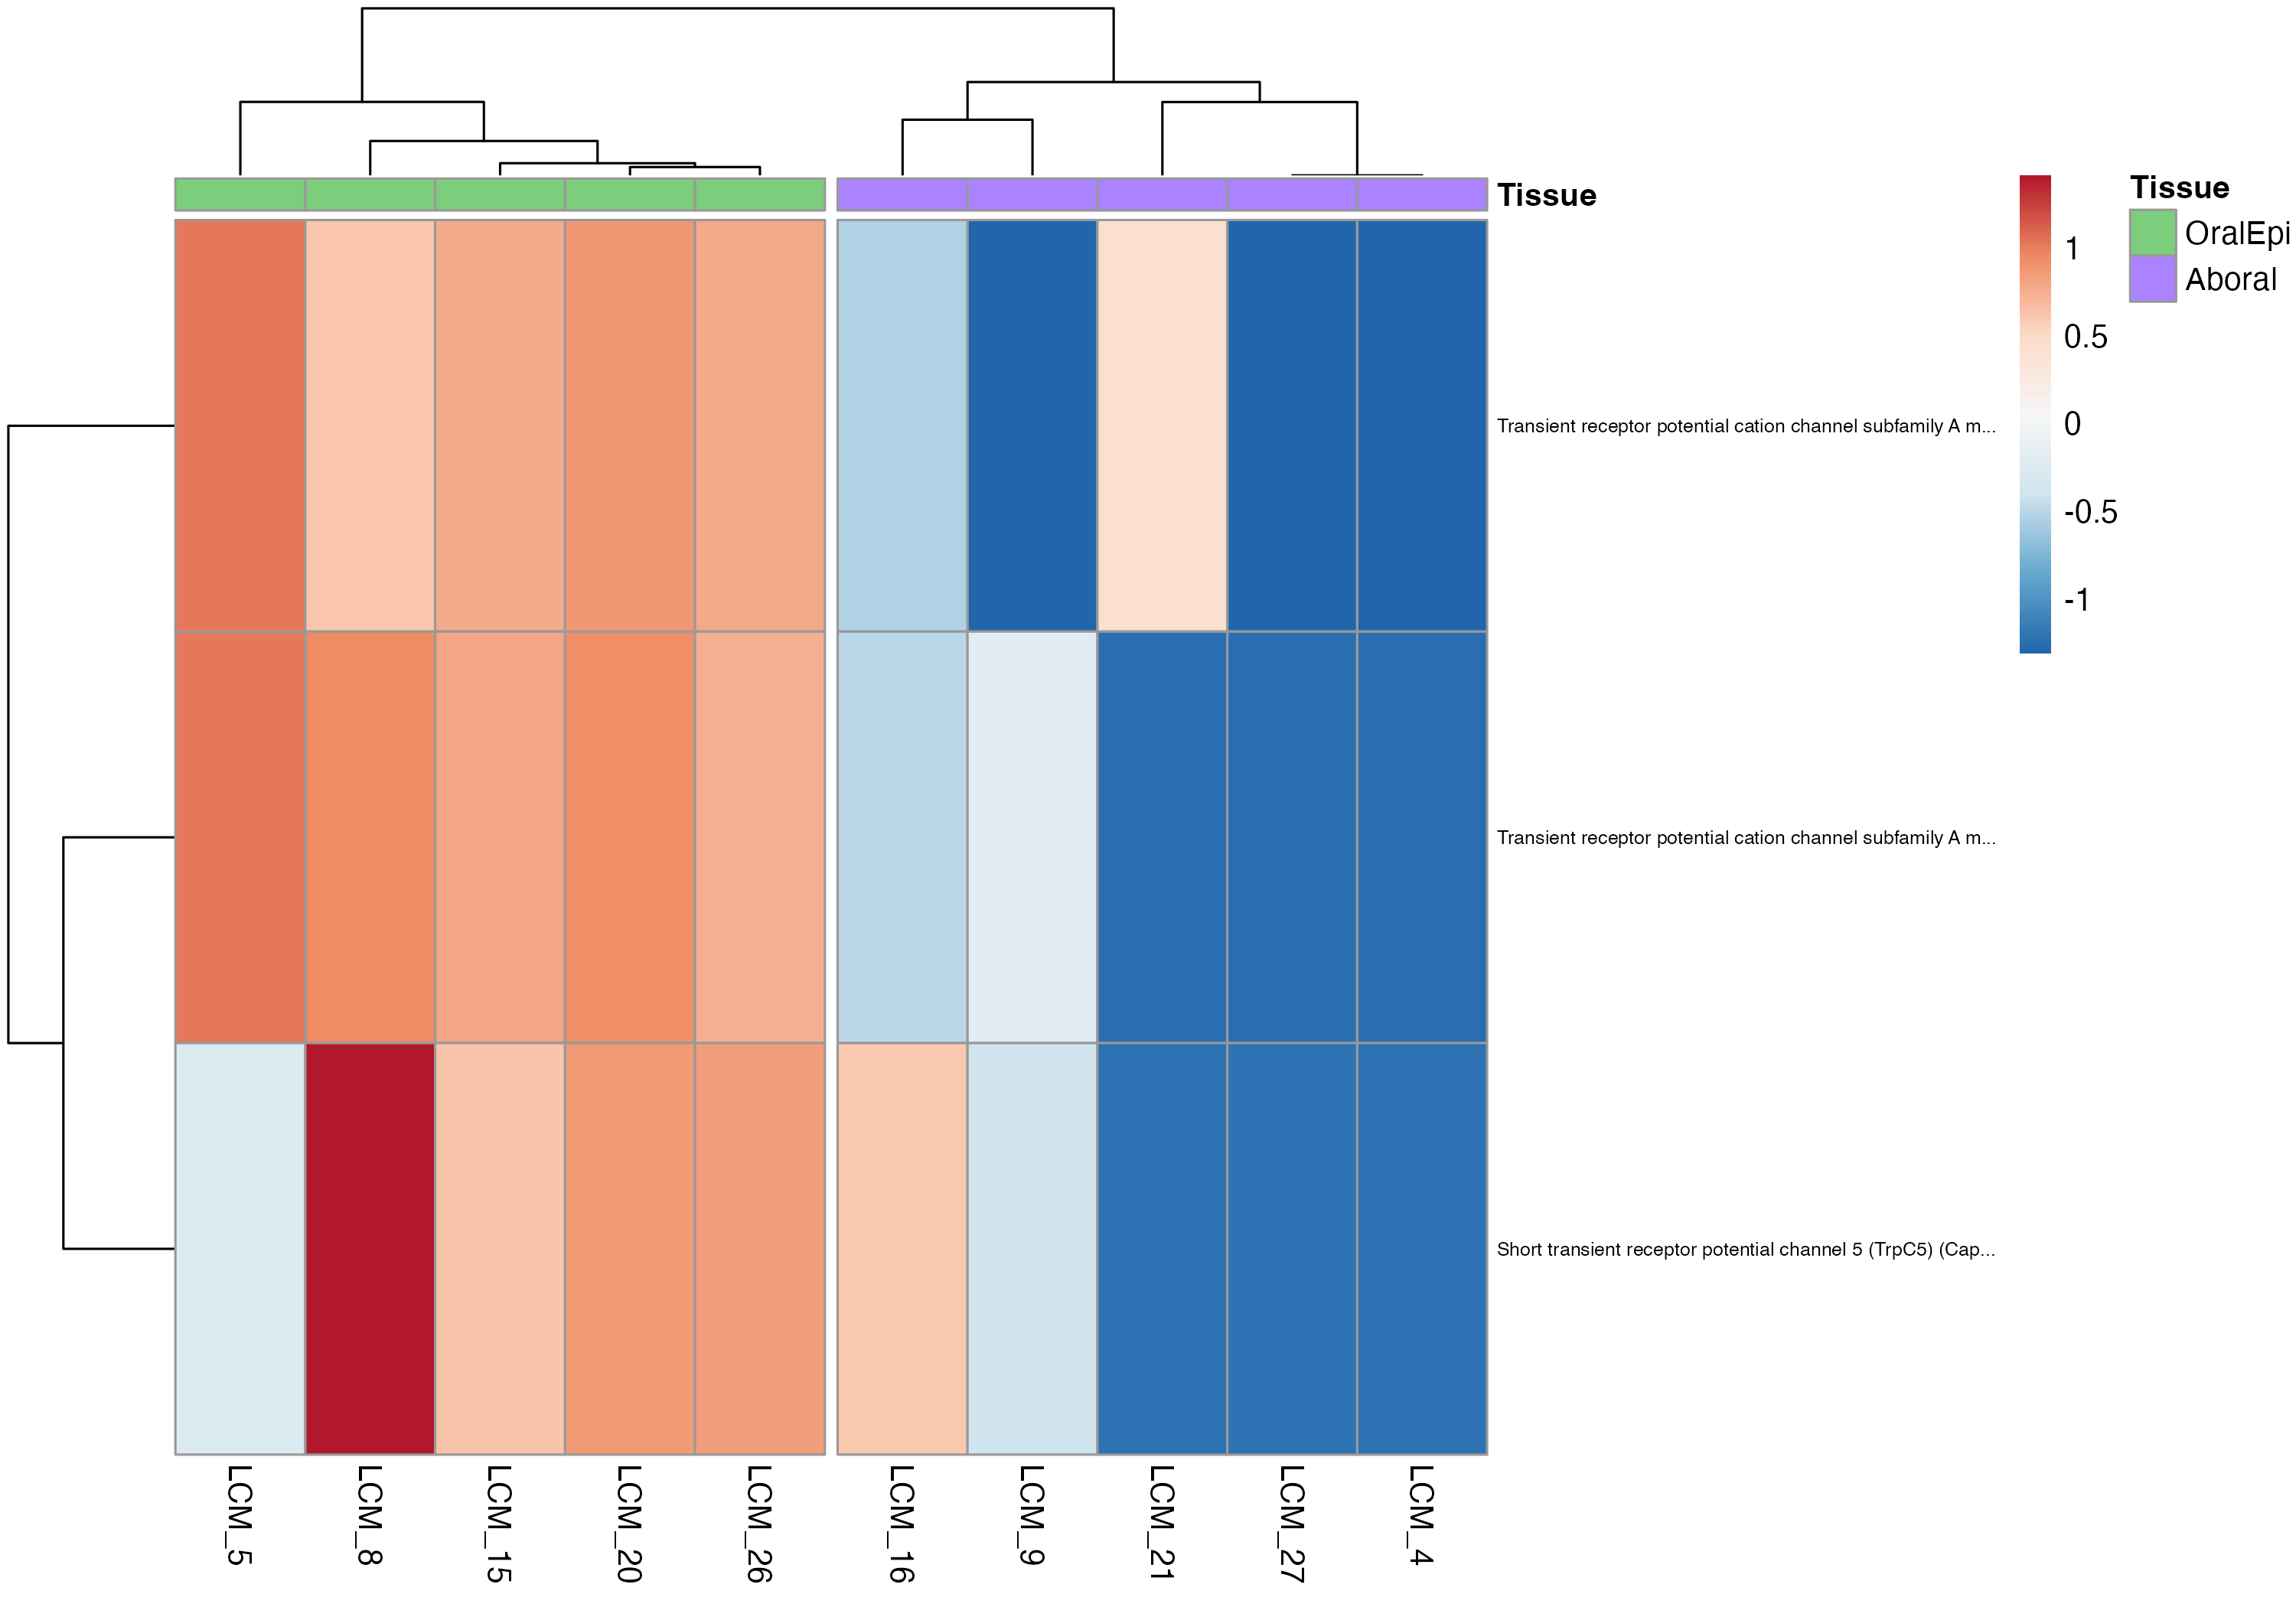 Tissue
Transient receptor potential cation channel subfamily A m...
Transient receptor potential cation channel subfamily A m...
Short transient receptor potential channel 5 (TrpC5) (Cap...
LCM_5
LCM_8
LCM_15
LCM_20
LCM_26
LCM_16
LCM_9
LCM_21
LCM_27
LCM_4
1
0.5
0
-0.5
-1
Tissue
OralEpi
Aboral